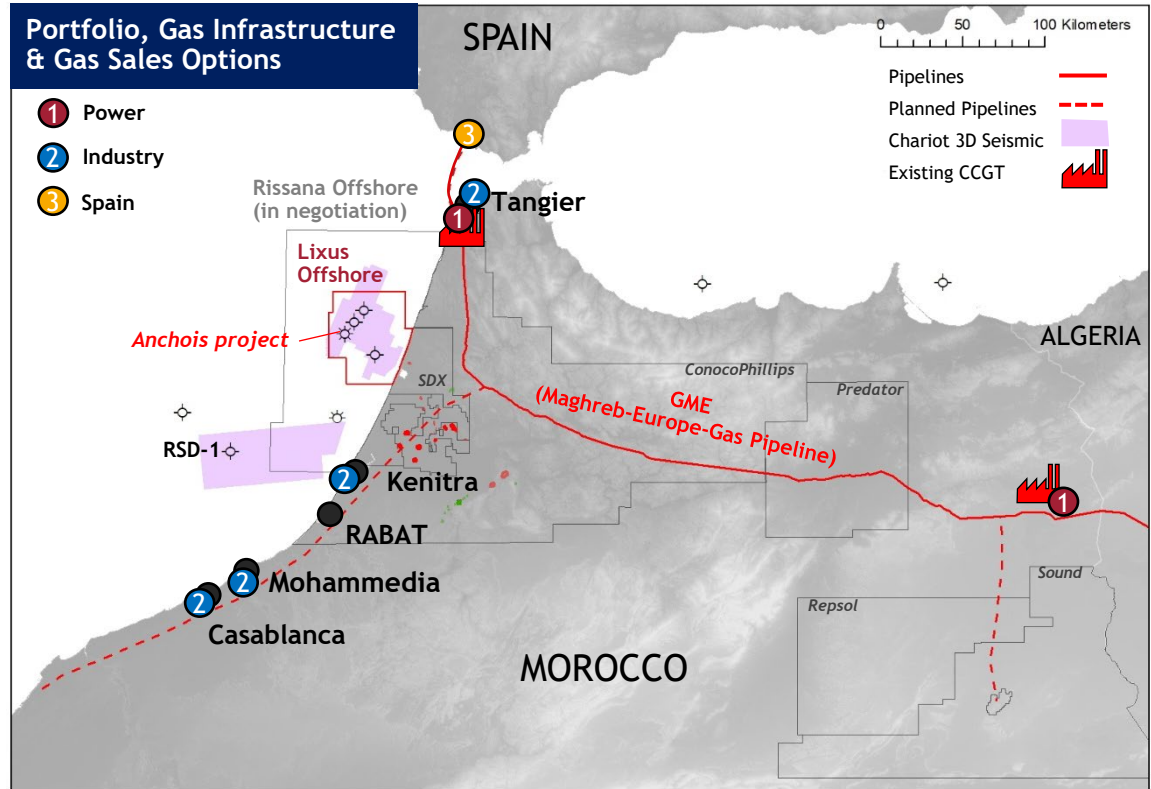 Portfolio, Gas Infrastructure
& Gas Sales Options
1 Power
2 Industry
3 Spain
SPAIN
0 50 100 Kilometers
Pipelines
Planned Pipelines
Chariot 3D Seismic
Existing CCGT
3
Rissana Offshore
(in negotiation)
2
Tangier
1
Lixus
Offshore
Anchois project
ALGERIA
SDX
ConocoPhillips
Predator
GME
(Maghreb-Europe-Gas Pipeline)
RSD-1
2
Kenitra
1
RABAT
2
Mohammedia
2
Casablanca
Sound
Repsol
MOROCCO